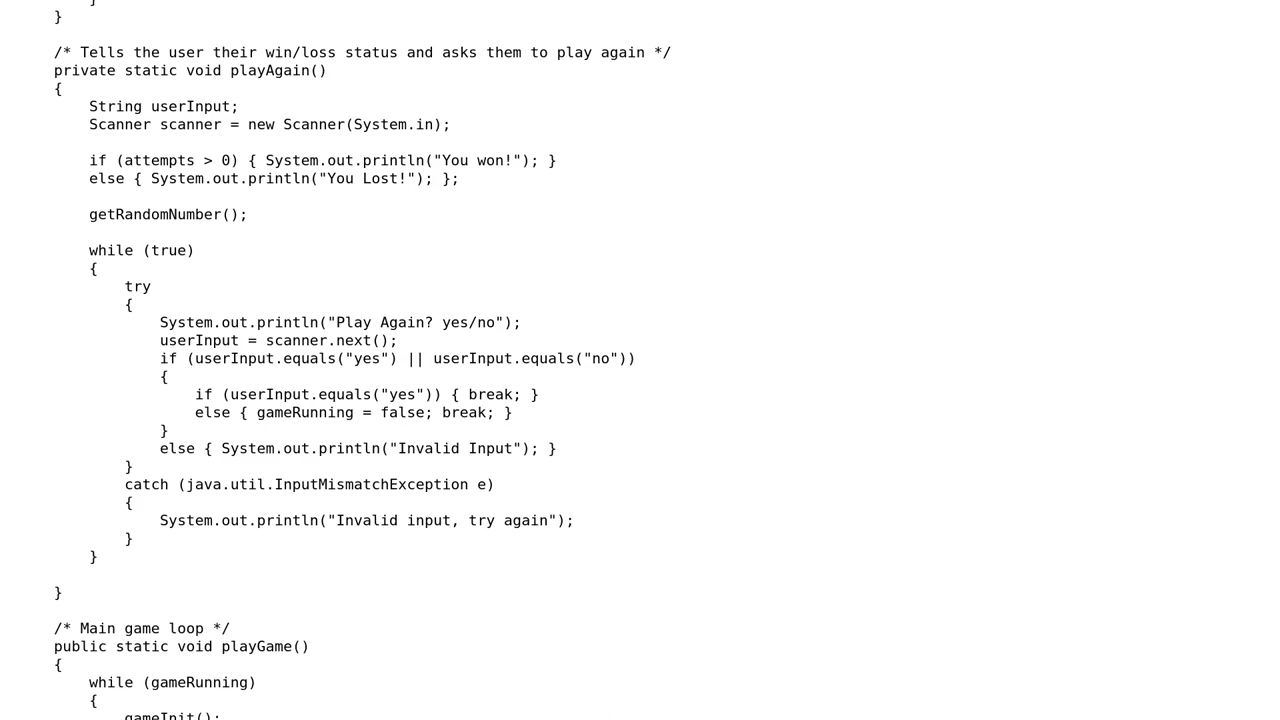 }
}

/* Tells the user their win/loss status and asks them to play again */
private static void playAgain()
{
    String userInput;
    Scanner scanner = new Scanner(System.in);

    if (attempts > 0) { System.out.println("You won!"); }
    else { System.out.println("You Lost!"); };

    getRandomNumber();

    while (true)
    {
        try
        {
            System.out.println("Play Again? yes/no");
            userInput = scanner.next();
            if (userInput.equals("yes") || userInput.equals("no"))
            {
                if (userInput.equals("yes")) { break; }
                else { gameRunning = false; break; }
            }
            else { System.out.println("Invalid Input"); }
        }
        catch (java.util.InputMismatchException e)
        {
            System.out.println("Invalid input, try again");
        }
    }

}

/* Main game loop */
public static void playGame()
{
    while (gameRunning)
    {
        gameInit();